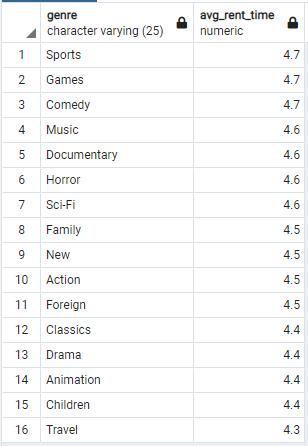 genre avg_rent_time
character varying (25) numeric
1 Sports 4.7
2 Games 4.7
3 Comedy 4.7
4 Music 4.6
5 Documentary 4.6
6 Horror 4.6
7 Sci-Fi 4.6
8 Family 4.5
9 New 4.5
10 Action 4.5
11 Foreign 4.5
12 Classics 4.4
13 Drama 4.4
14 Animation 4.4
15 Children 4.4
16 Travel 4.3